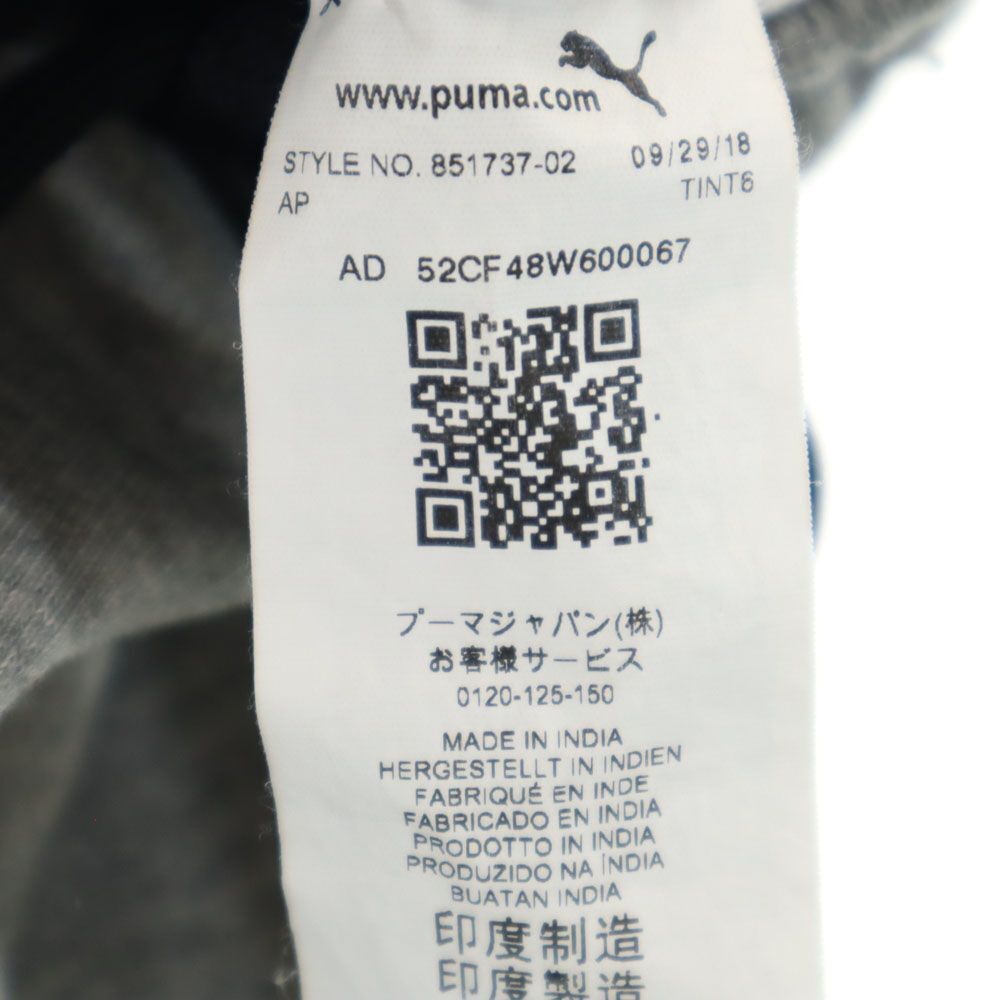 www.puma.com
STYLE NO. 851737-02 09/29/18
AP TINT6
AD 52CF48W600067
プーマジャパン(株)
お客様サービス
0120-125-150
MADE IN INDIA
HERGESTELLT IN INDIEN
FABRIQUÉ EN INDE
FABRICADO EN INDIA
PRODOTTO IN INDIA
PRODUZIDO NA ÍNDIA
BUATAN INDIA
印度制造
印度製造